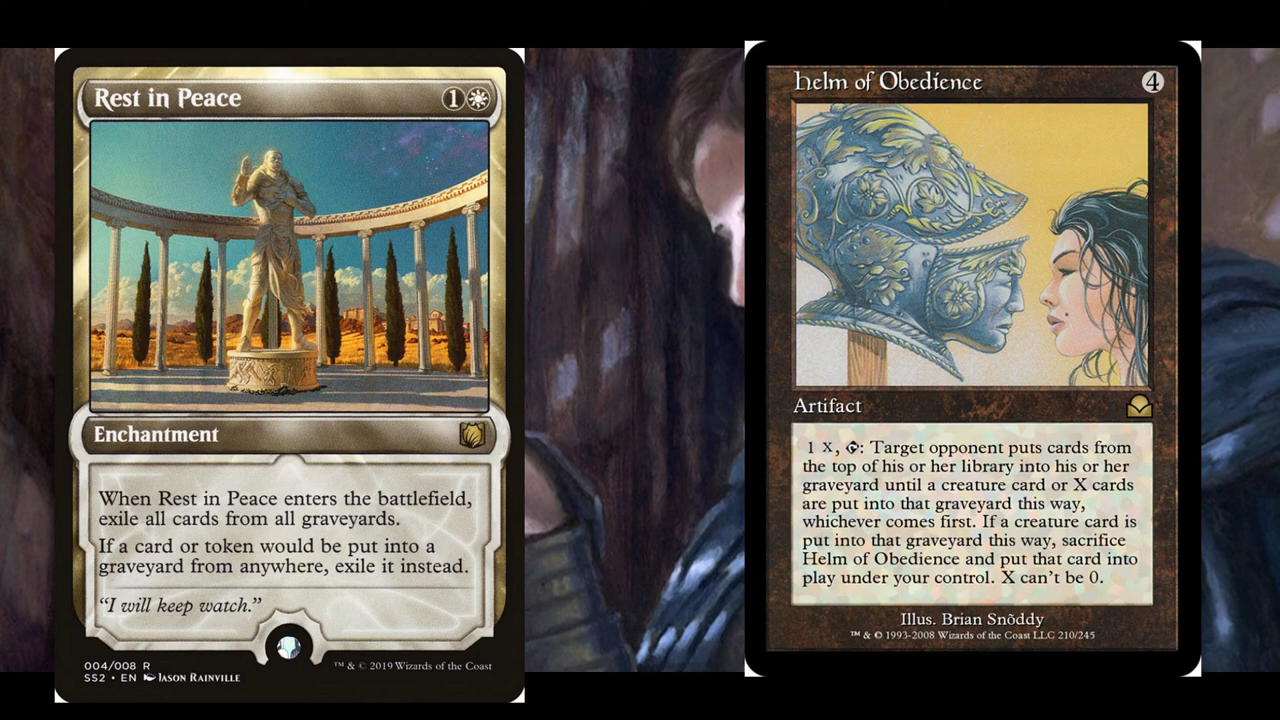 Rest in Peace 1
Enchantment
When Rest in Peace enters the battlefield,
exile all cards from all graveyards.
If a card or token would be put into a
graveyard from anywhere, exile it instead.
“I will keep watch.”
004/008 R
SS2 • EN Jason Rainville
™ & © 2019 Wizards of the Coast
Helm of Obedience 4
Artifact
1 X, : Target opponent puts cards from
the top of his or her library into his or her
graveyard until a creature card or X cards
are put into that graveyard this way,
whichever comes first. If a creature card is
put into that graveyard this way, sacrifice
Helm of Obedience and put that card into
play under your control. X can't be 0.
Illus. Brian Snõddy
™ & © 1993-2008 Wizards of the Coast LLC 210/245